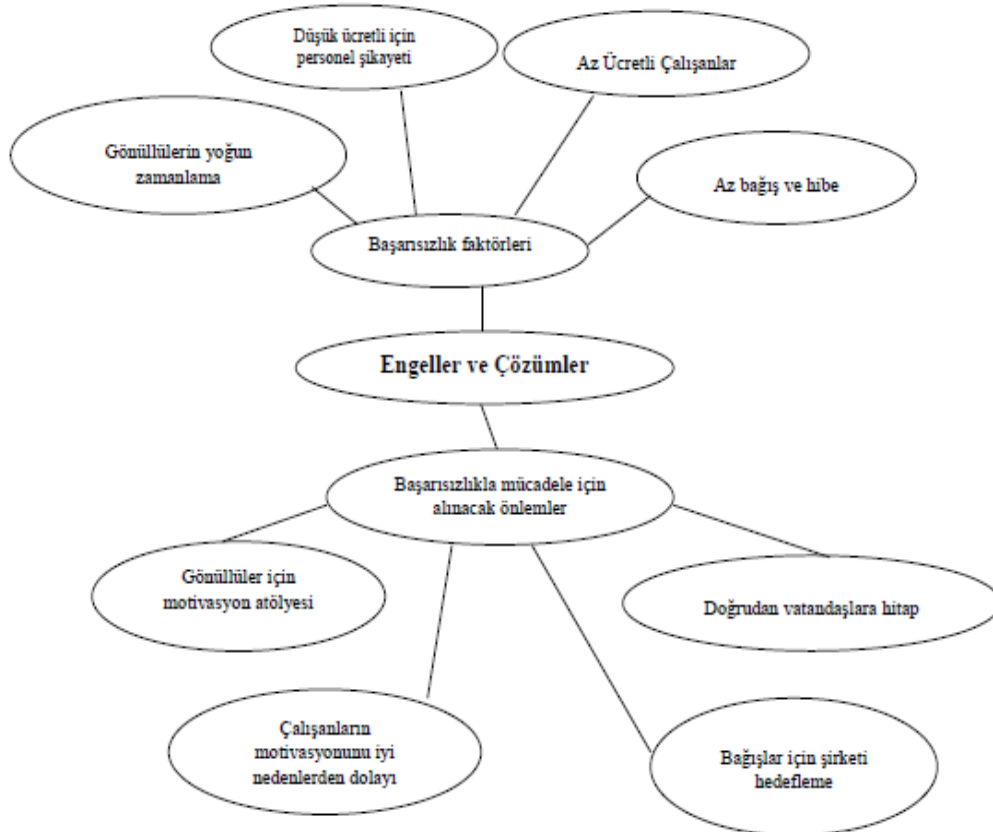 Düşük ücretli için
personel şikayeti
Az Ücretli Çalışanlar
Gönüllülerin yoğun
zamanlama
Az bağış ve hibe
Başarısızlık faktörleri
Engeller ve Çözümler
Başarısızlıkla mücadele için
alınacak önlemler
Gönüllüler için
motivasyon atölyesi
Doğrudan vatandaşlara hitap
Çalışanların
motivasyonunu iyi
nedenlerden dolayı
Bağışlar için şirketi
hedefleme